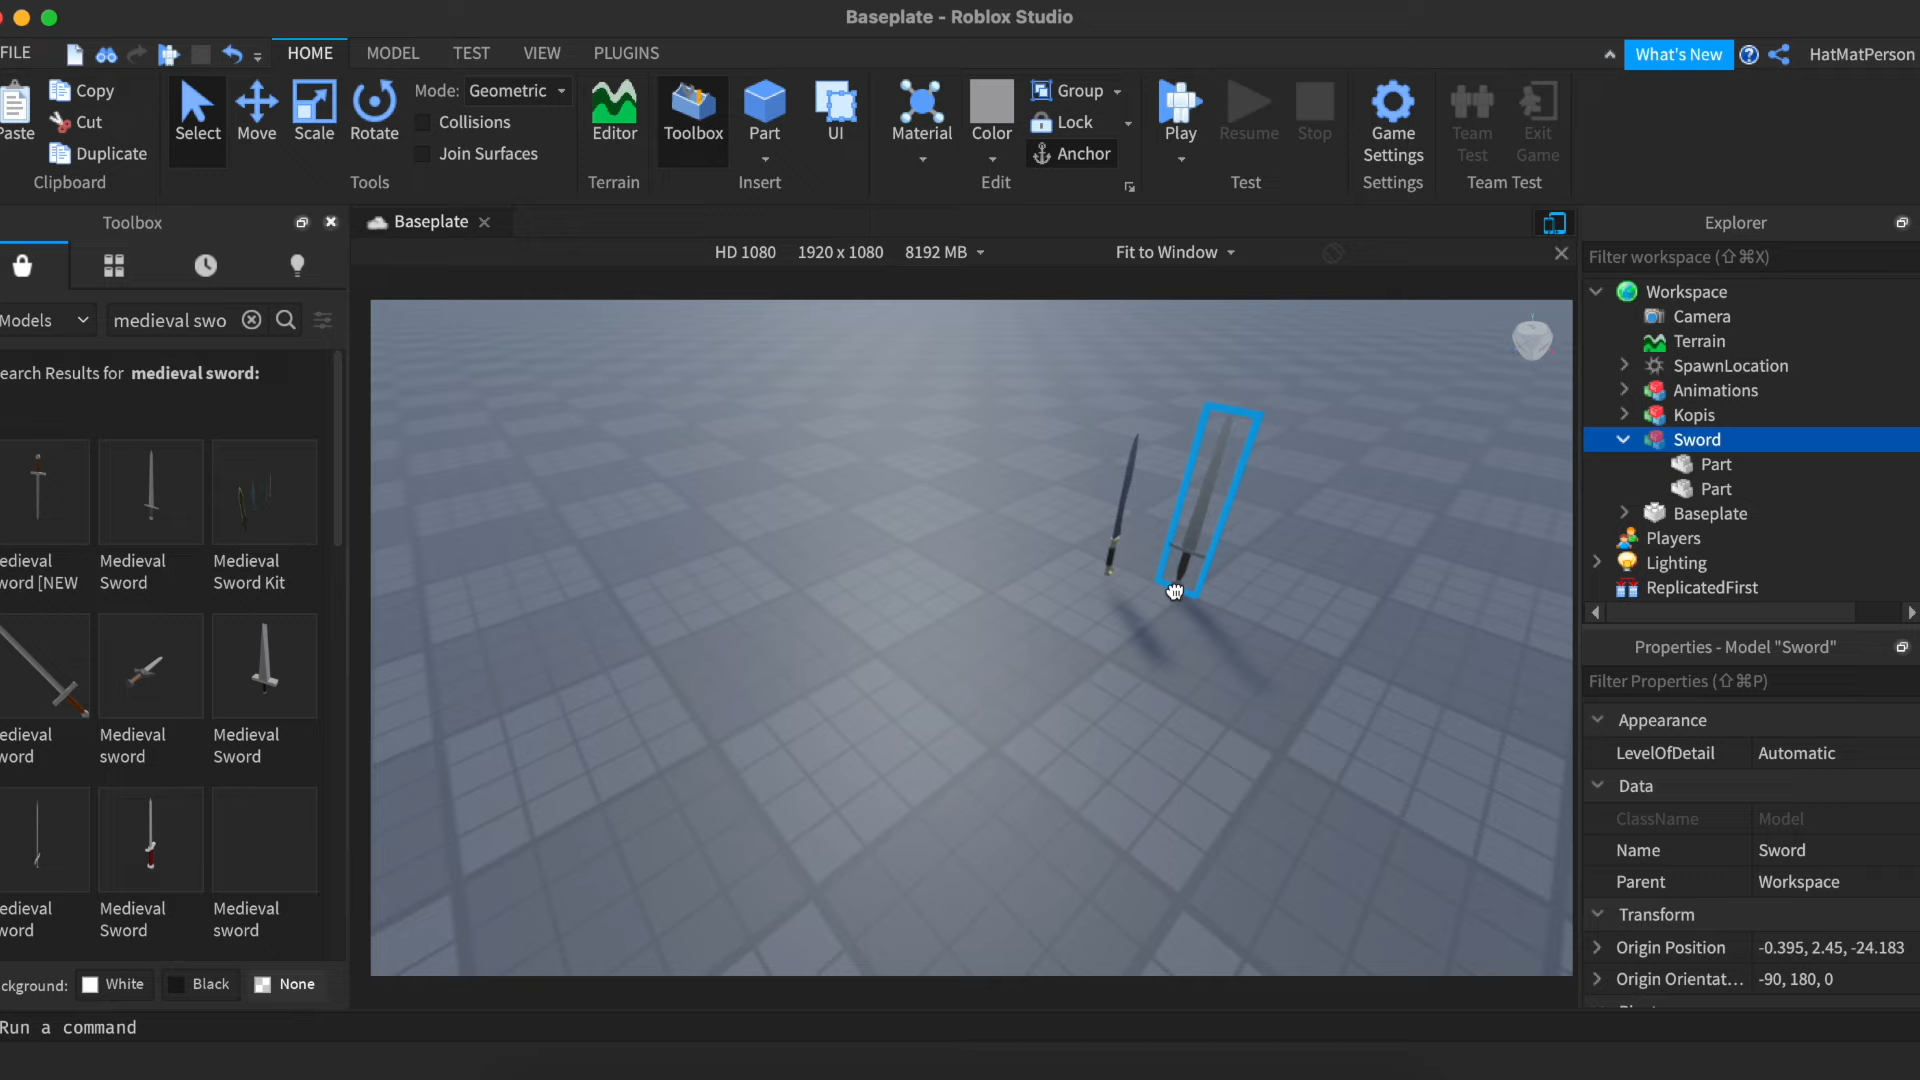 Baseplate - Roblox Studio
FILE
HOME
MODEL
TEST
VIEW
PLUGINS
What's New
HatMatPerson
Paste
Copy
Cut
Duplicate
Clipboard
Select
Move
Scale
Rotate
Mode: Geometric
Collisions
Join Surfaces
Tools
Editor
Terrain
Toolbox
Part
UI
Insert
Material
Color
Group
Lock
Anchor
Edit
Play
Resume
Stop
Test
Game
Settings
Settings
Team
Test
Exit
Game
Team Test
Toolbox
Models
medieval swo
earch Results for medieval sword:
edieval
word [NEW
Medieval
Sword
Medieval
Sword Kit
edieval
word
Medieval
sword
Medieval
Sword
edieval
word
Medieval
Sword
Medieval
sword
ckground:
White
Black
None
Run a command
Baseplate
HD 1080 1920 x 1080 8192 MB
Fit to Window
Explorer
Filter workspace (⇧⌘X)
Workspace
Camera
Terrain
SpawnLocation
Animations
Kopis
Sword
Part
Part
Baseplate
Players
Lighting
ReplicatedFirst
Properties - Model "Sword"
Filter Properties (⇧⌘P)
Appearance
LevelOfDetail Automatic
Data
ClassName Model
Name Sword
Parent Workspace
Transform
Origin Position -0.395, 2.45, -24.183
Origin Orientat... -90, 180, 0